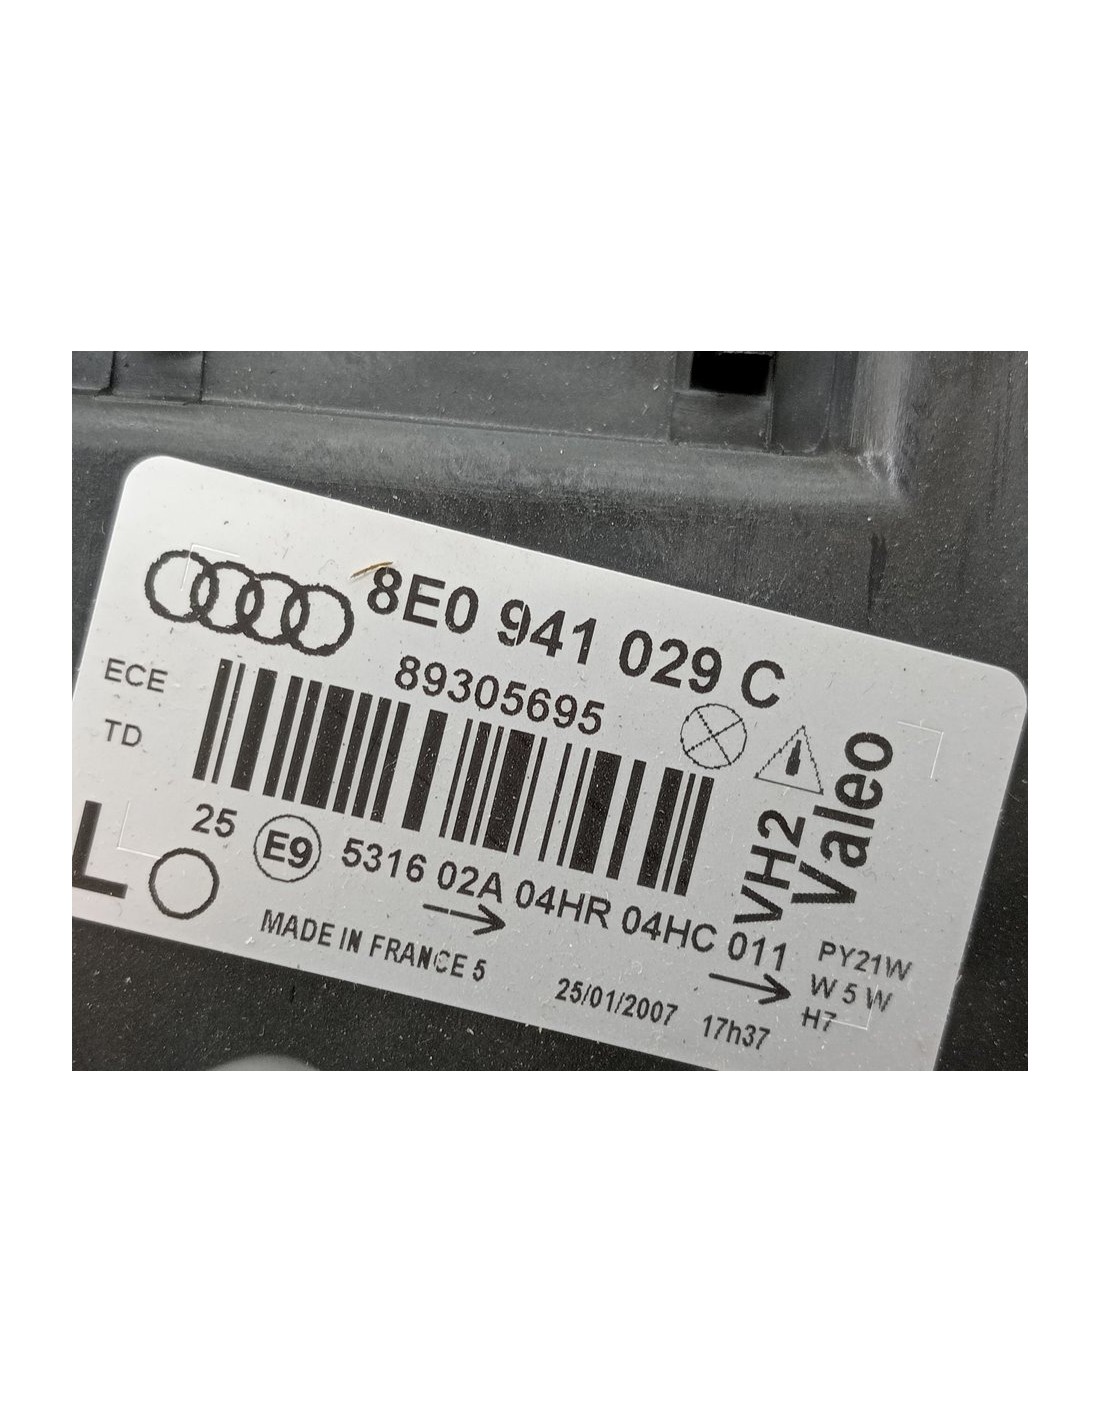 8E0 941 029 C
89305695
ECE
TD
25 E9 5316 02A 04HR 04HC 011
L
MADE IN FRANCE 5
25/01/2007 17h37
VH2
Valeo
PY21W
W 5 W
H7